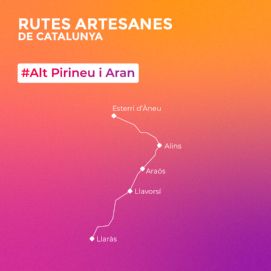 RUTES ARTESANES
DE CATALUNYA
#Alt Pirineu i Aran
Esterri d'Àneu
Alins
Araós
Llavorsí
Llaràs